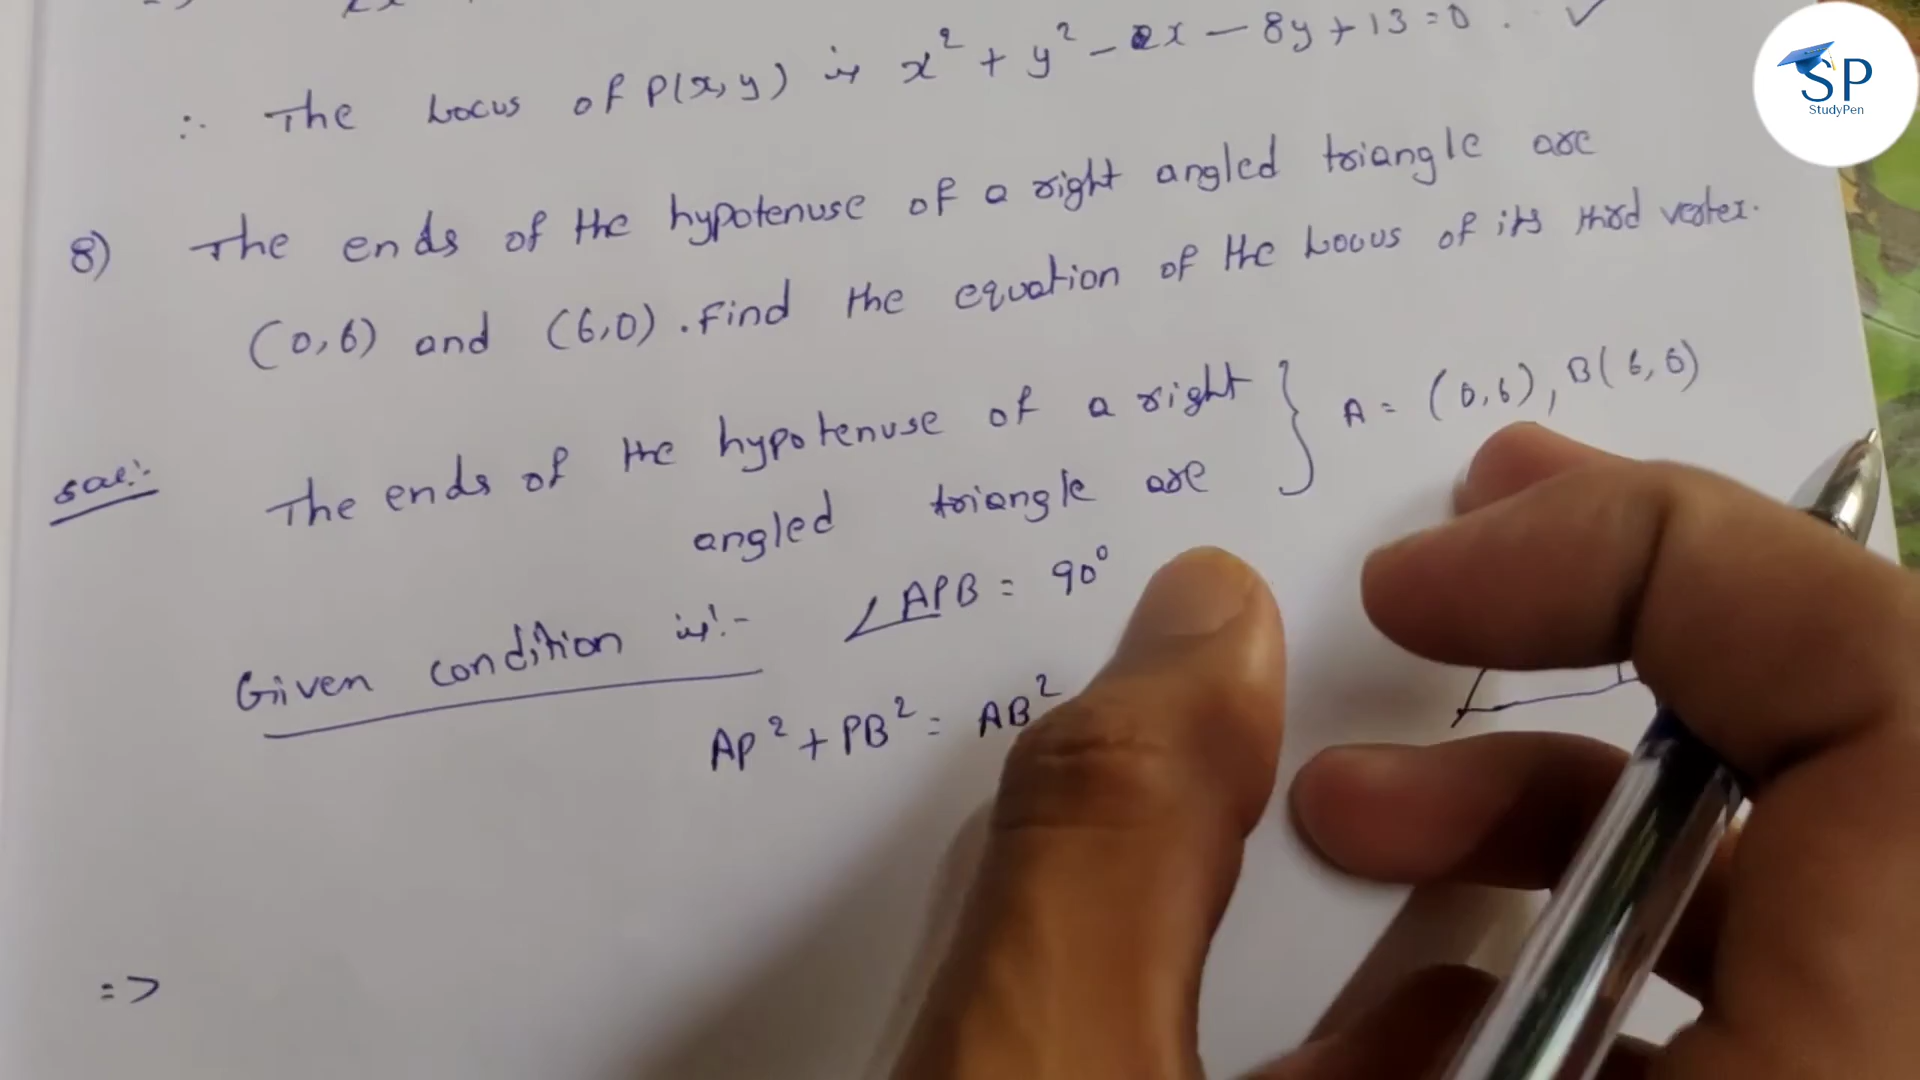 ∴ The Locus of P(x, y) is x² + y² - 2x - 8y + 13 = 0 . ✓
SP
StudyPen
8) The ends of the hypotenuse of a right angled triangle are
(0,6) and (6,0). Find the equation of the Locus of its third vertex.
Sol:- The ends of the hypotenuse of a right } A = (0,6), B(6,0)
angled triangle are
Given condition is:- ∠APB = 90°
AP² + PB² = AB²
=>